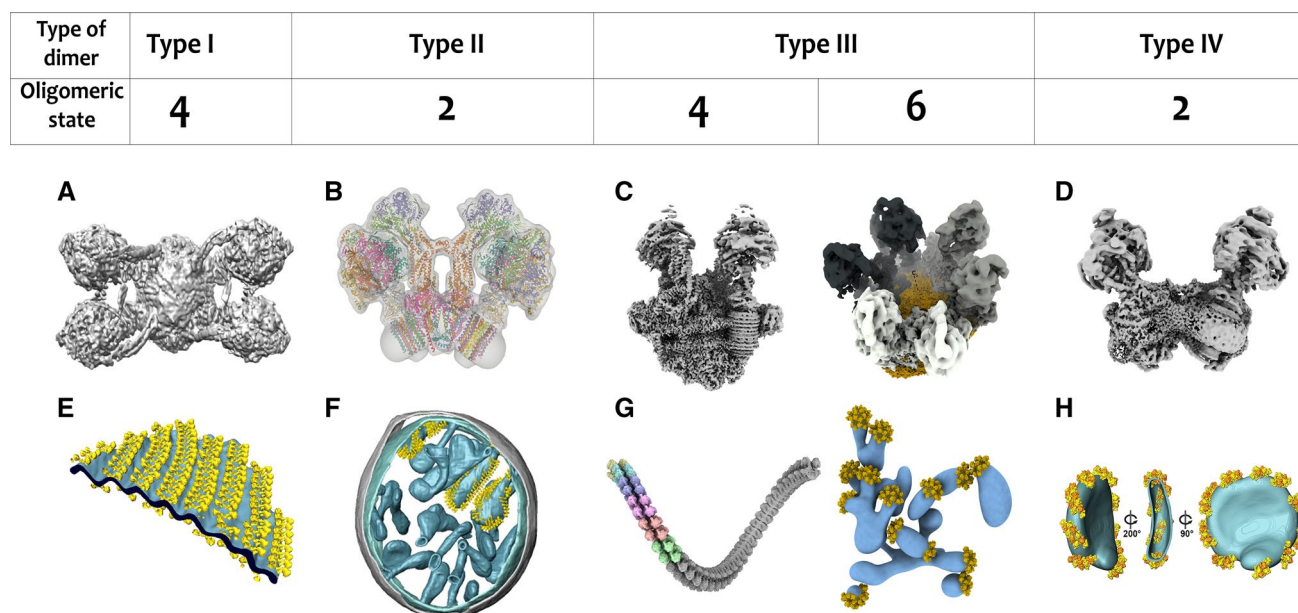 Type of
dimer
Type I
Type II
Type III
Type IV
Oligomeric
state
4
2
4
6
2
A
B
C
D
E
F
G
H
200°
90°